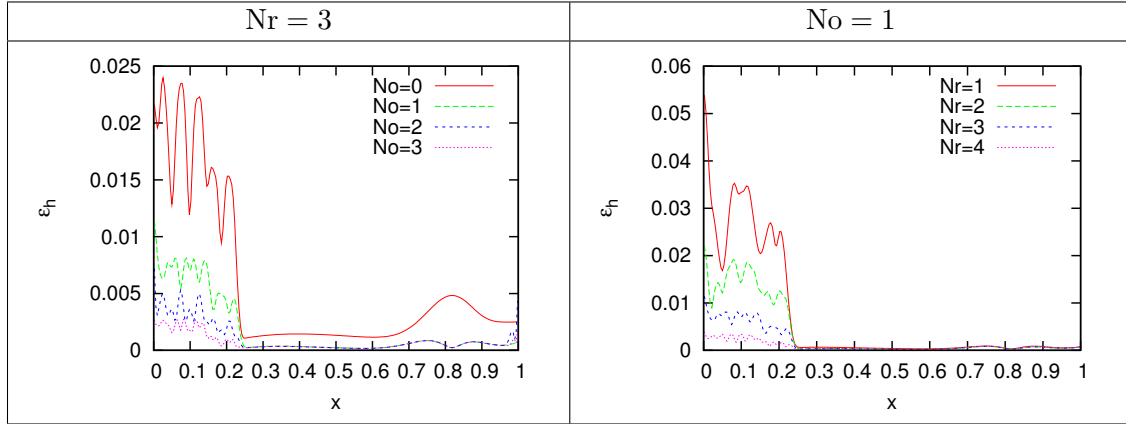 Nr = 3
No = 1
0.025
0.02
0.015
0.01
0.005
0
0 0.1 0.2 0.3 0.4 0.5 0.6 0.7 0.8 0.9 1
x
ε_h
No=0
No=1
No=2
No=3
0.06
0.05
0.04
0.03
0.02
0.01
0
0 0.1 0.2 0.3 0.4 0.5 0.6 0.7 0.8 0.9 1
x
ε_h
Nr=1
Nr=2
Nr=3
Nr=4